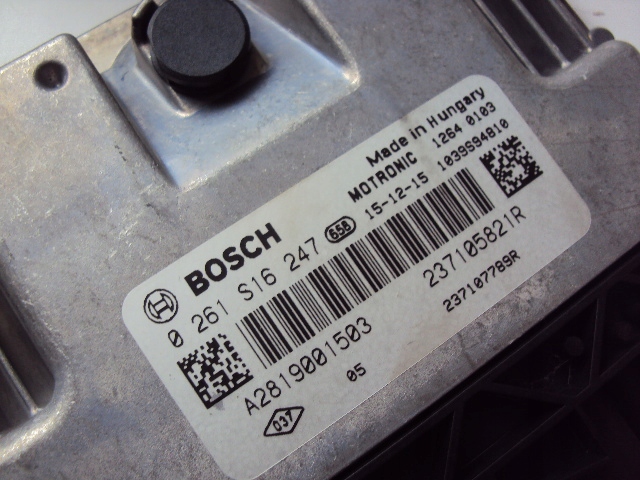 Made in Hungary
MOTRONIC 1264 0103
BOSCH
0 261 S16 247 658 15-12-15 1039S94810
A2819001503 237105821R
05 237107789R
037